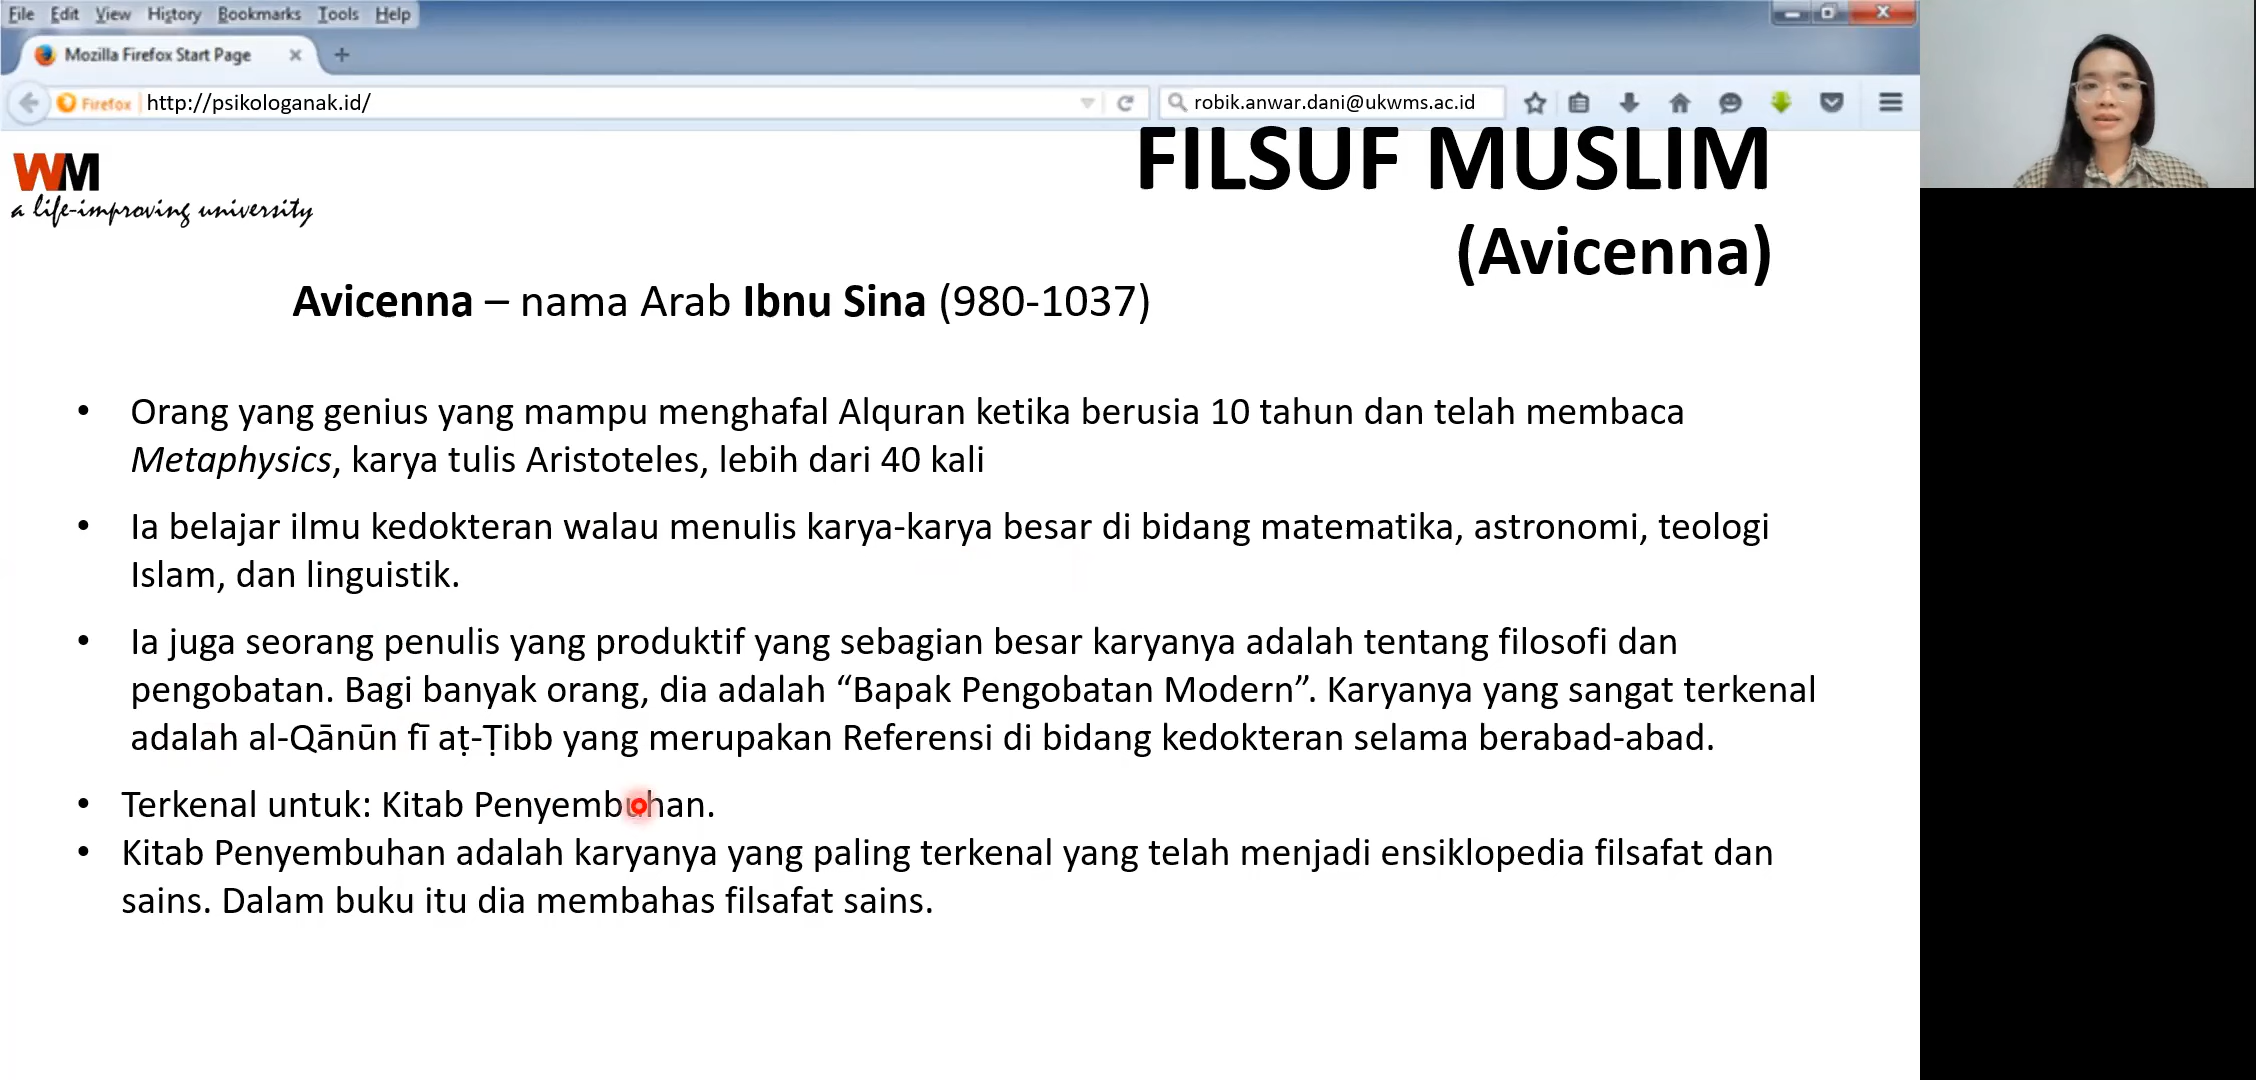 File Edit View History Bookmarks Tools Help
Mozilla Firefox Start Page
Firefox http://psikologanak.id/ robik.anwar.dani@ukwms.ac.id
WM
a life-improving university
FILSUF MUSLIM
(Avicenna)
Avicenna – nama Arab Ibnu Sina (980-1037)
• Orang yang genius yang mampu menghafal Alquran ketika berusia 10 tahun dan telah membaca
Metaphysics, karya tulis Aristoteles, lebih dari 40 kali
• Ia belajar ilmu kedokteran walau menulis karya-karya besar di bidang matematika, astronomi, teologi
Islam, dan linguistik.
• Ia juga seorang penulis yang produktif yang sebagian besar karyanya adalah tentang filosofi dan
pengobatan. Bagi banyak orang, dia adalah “Bapak Pengobatan Modern”. Karyanya yang sangat terkenal
adalah al-Qānūn fī aṭ-Ṭibb yang merupakan Referensi di bidang kedokteran selama berabad-abad.
• Terkenal untuk: Kitab Penyembuhan.
• Kitab Penyembuhan adalah karyanya yang paling terkenal yang telah menjadi ensiklopedia filsafat dan
sains. Dalam buku itu dia membahas filsafat sains.